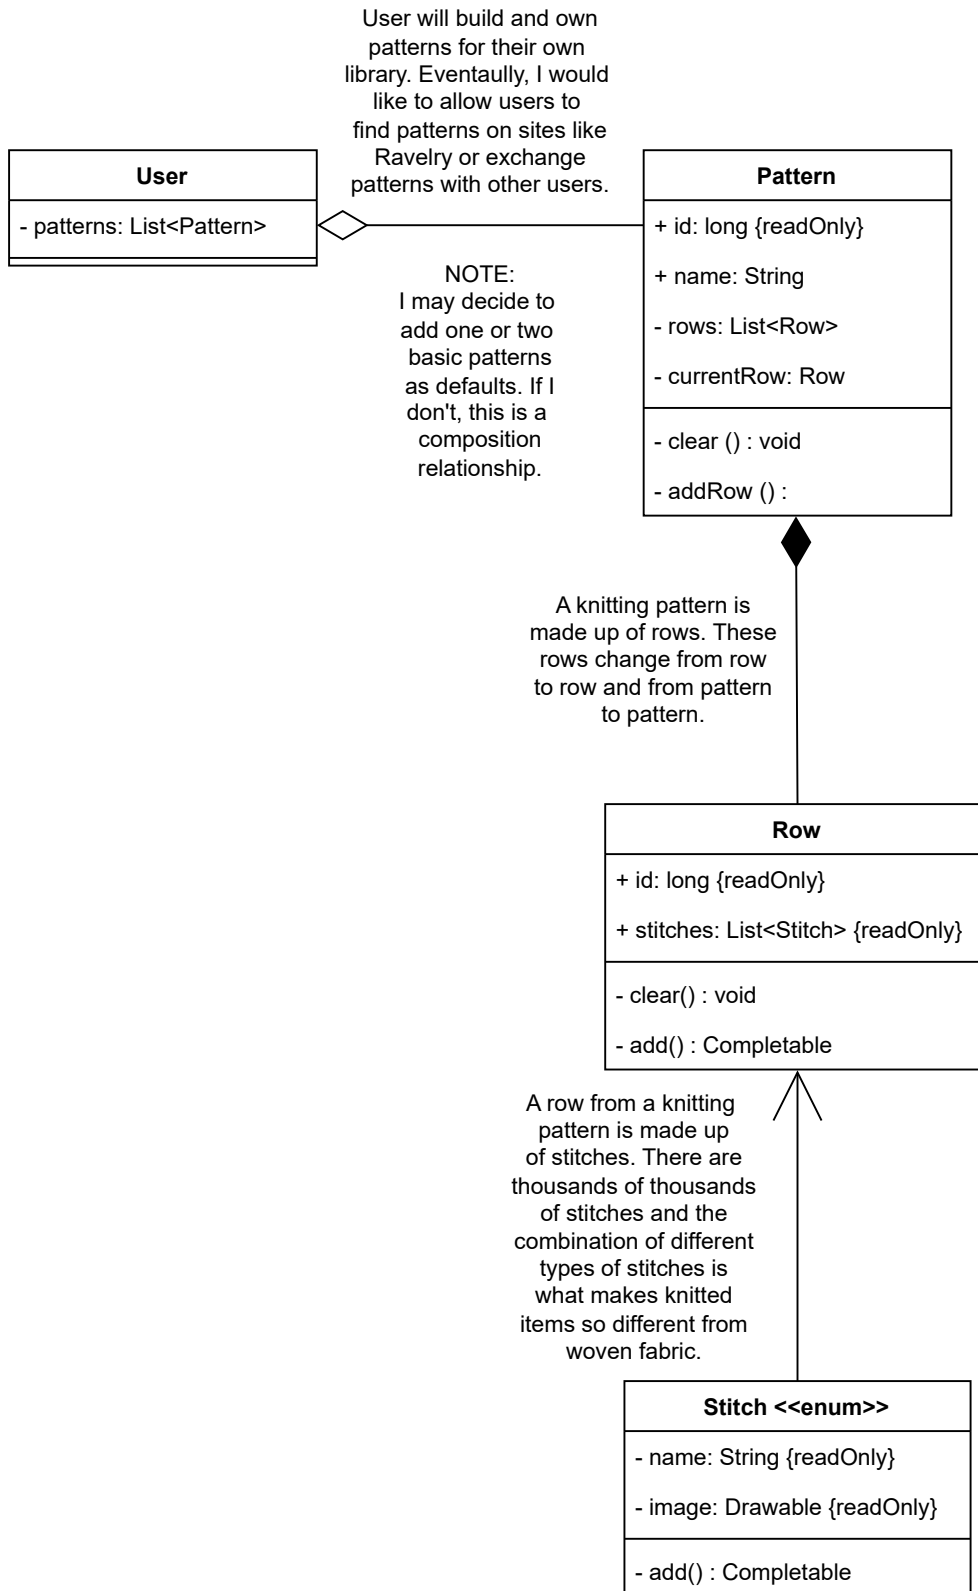 User will build and own
patterns for their own
library. Eventaully, I would
like to allow users to
find patterns on sites like
Ravelry or exchange
patterns with other users.
User
- patterns: List<Pattern>
NOTE:
I may decide to
add one or two
basic patterns
as defaults. If I
don't, this is a
composition
relationship.
Pattern
+ id: long {readOnly}
+ name: String
- rows: List<Row>
- currentRow: Row
- clear () : void
- addRow () :
A knitting pattern is
made up of rows. These
rows change from row
to row and from pattern
to pattern.
Row
+ id: long {readOnly}
+ stitches: List<Stitch> {readOnly}
- clear() : void
- add() : Completable
A row from a knitting
pattern is made up
of stitches. There are
thousands of thousands
of stitches and the
combination of different
types of stitches is
what makes knitted
items so different from
woven fabric.
Stitch <<enum>>
- name: String {readOnly}
- image: Drawable {readOnly}
- add() : Completable